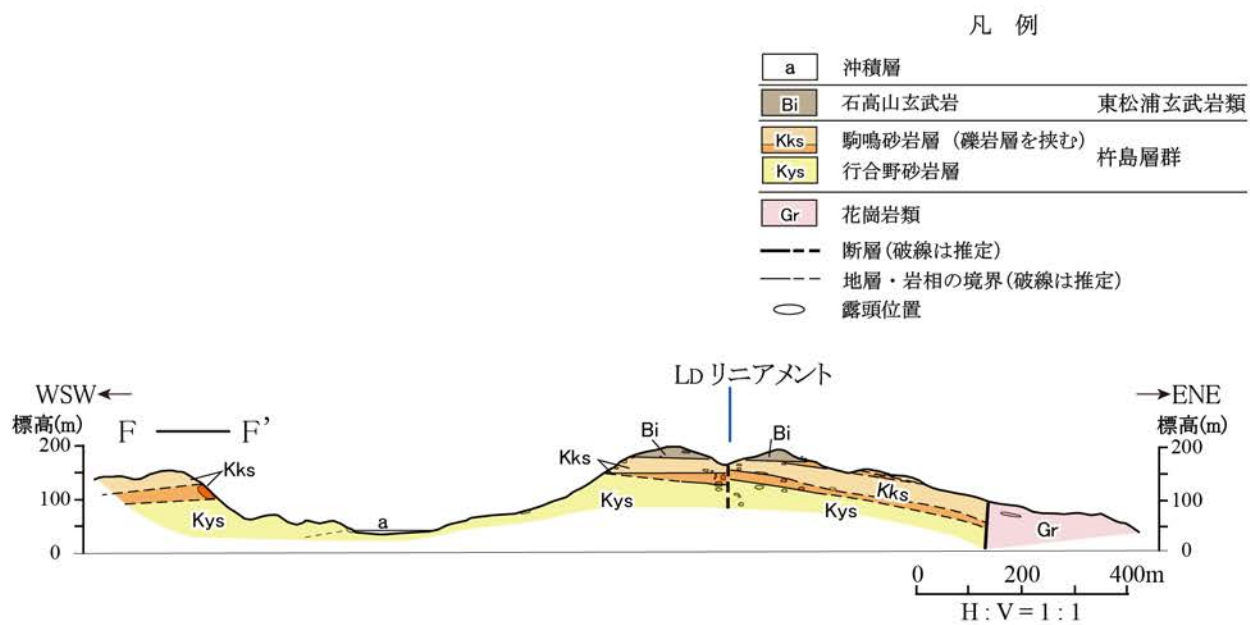 凡 例
a 沖積層
Bi 石高山玄武岩 東松浦玄武岩類
Kks 駒鳴砂岩層 (礫岩層を挟む)
杵島層群
Kys 行合野砂岩層
Gr 花崗岩類
断層(破線は推定)
地層・岩相の境界(破線は推定)
露頭位置
LD リニアメント
WSW ENE
標高(m) 標高(m)
F F’
200 200
100 100
0 0
Kks
Kys
a
Bi
Bi
Kks
Kys
Kks
Kys
Gr
0 200 400m
H : V = 1 : 1